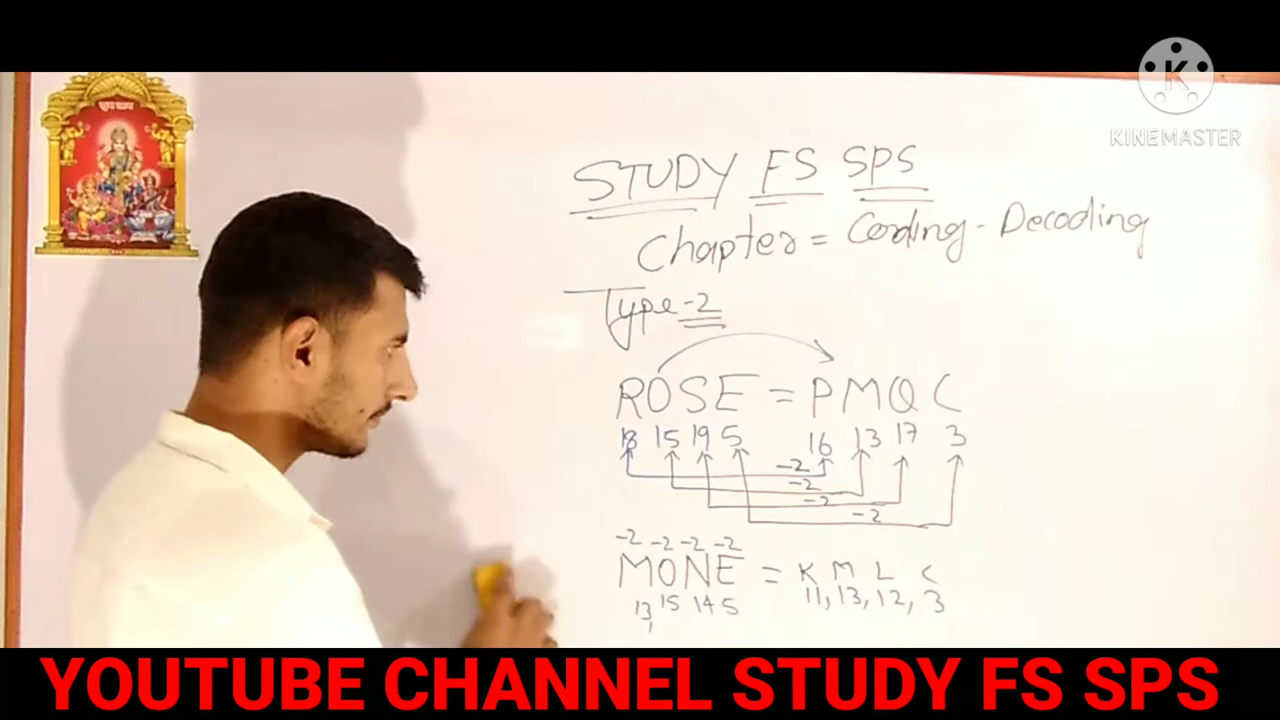 K
KINEMASTER
STUDY FS SPS
Chapter = Coding - Decoding
Type-2
ROSE = PMQC
18 15 19 5 16 13 17 3
-2
-2
-2
-2
-2 -2 -2 -2
MONE = K M L C
13, 15 14 5 11, 13, 12, 3
YOUTUBE CHANNEL STUDY FS SPS